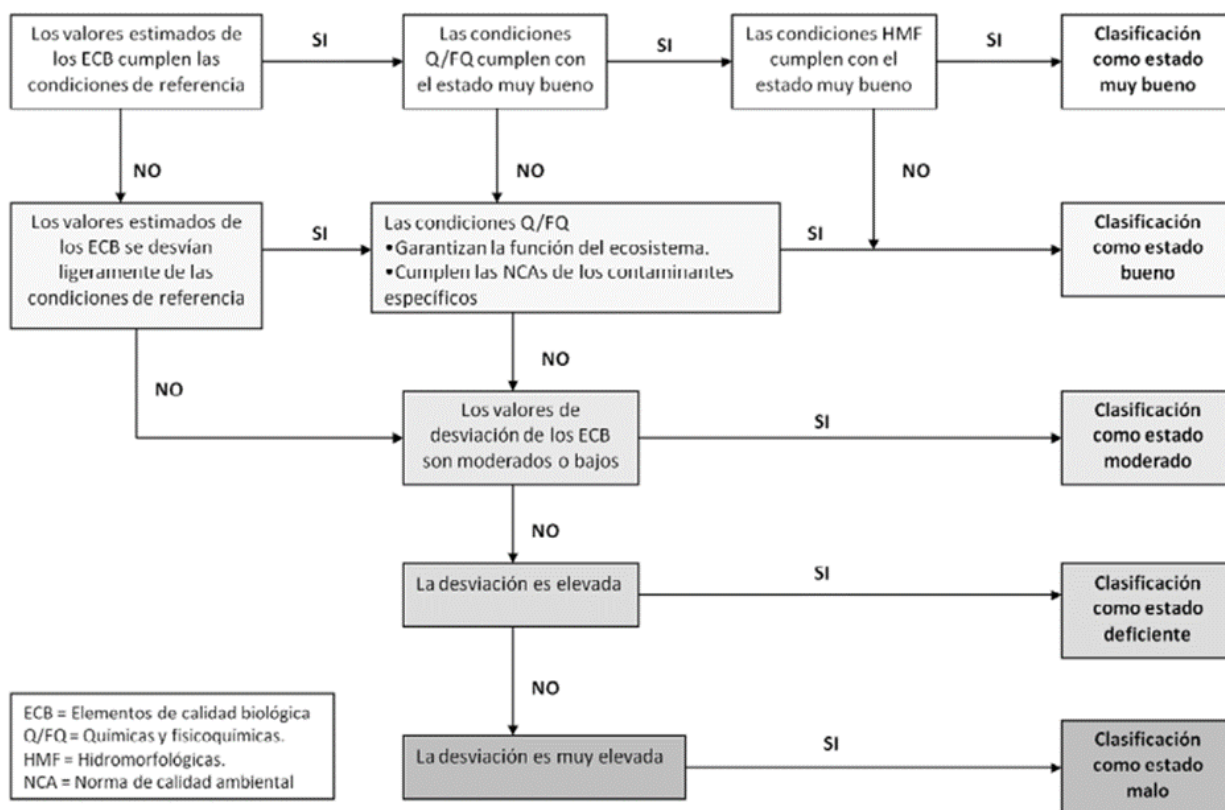 Los valores estimados de
los ECB cumplen las
condiciones de referencia
SI
Las condiciones
Q/FQ cumplen con
el estado muy bueno
SI
Las condiciones HMF
cumplen con el
estado muy bueno
SI
Clasificación
como estado
muy bueno
NO
NO
NO
Los valores estimados de
los ECB se desvían
ligeramente de las
condiciones de referencia
SI
Las condiciones Q/FQ
•Garantizan la función del ecosistema.
•Cumplen las NCAs de los contaminantes
específicos
SI
Clasificación
como estado
bueno
NO
NO
Los valores de
desviación de los ECB
son moderados o bajos
SI
Clasificación
como estado
moderado
NO
La desviación es elevada
SI
Clasificación
como estado
deficiente
NO
La desviación es muy elevada
SI
Clasificación
como estado
malo
ECB = Elementos de calidad biológica
Q/FQ = Químicas y fisicoquímicas.
HMF = Hidromorfológicas.
NCA = Norma de calidad ambiental